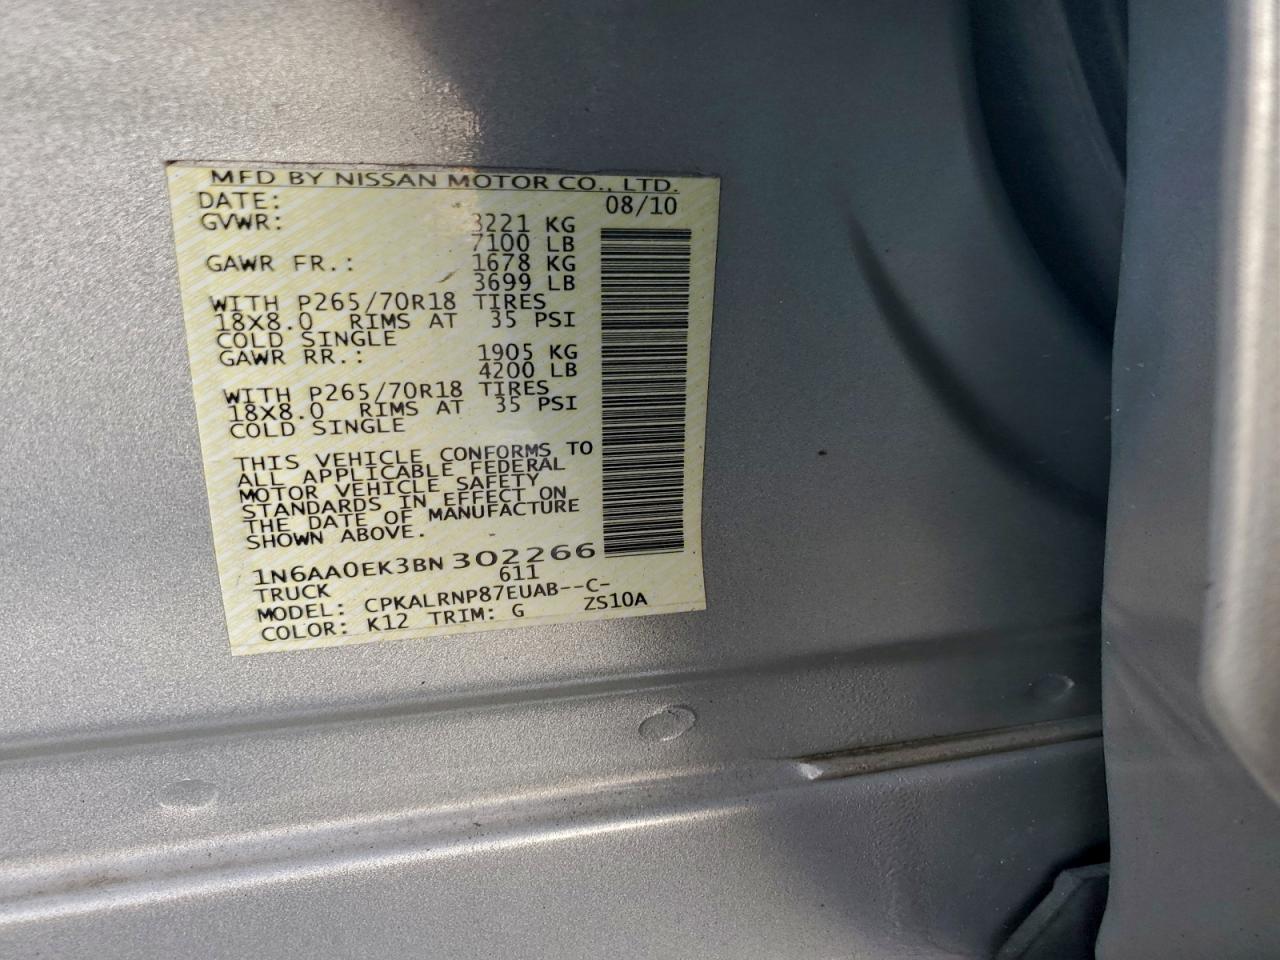 MFD BY NISSAN MOTOR CO., LTD.
DATE: 08/10
GVWR: 3221 KG
7100 LB
GAWR FR.: 1678 KG
3699 LB
WITH P265/70R18 TIRES
18X8.0 RIMS AT 35 PSI
COLD SINGLE
GAWR RR.: 1905 KG
4200 LB
WITH P265/70R18 TIRES
18X8.0 RIMS AT 35 PSI
COLD SINGLE
THIS VEHICLE CONFORMS TO
ALL APPLICABLE FEDERAL
MOTOR VEHICLE SAFETY
STANDARDS IN EFFECT ON
THE DATE OF MANUFACTURE
SHOWN ABOVE.
1N6AA0EK3BN302266
TRUCK 611
MODEL: CPKALRNP87EUAB--C-
COLOR: K12 TRIM: G ZS10A